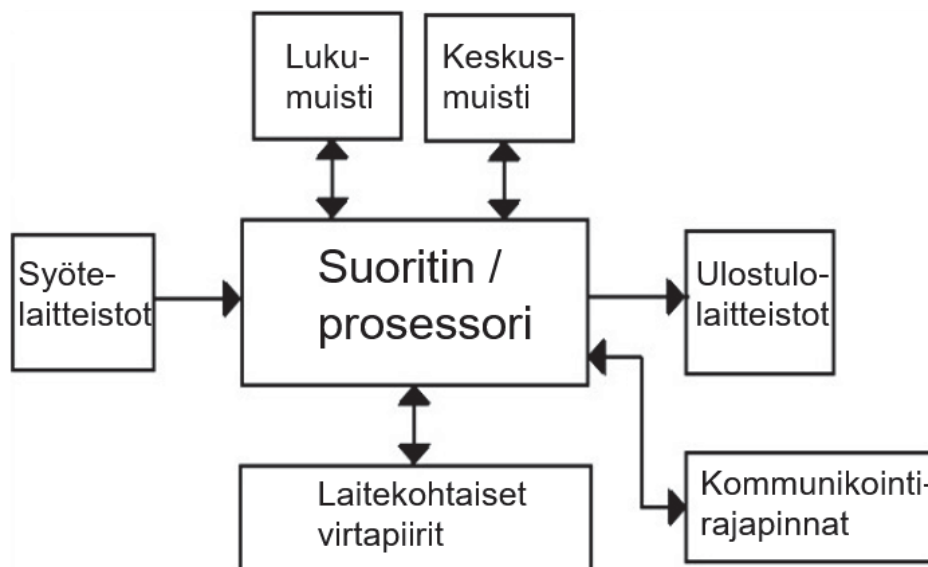 Luku-
muisti
Keskus-
muisti
Syöte-
laitteistot
Suoritin /
prosessori
Ulostulo-
laitteistot
Laitekohtaiset
virtapiirit
Kommunikointi-
rajapinnat